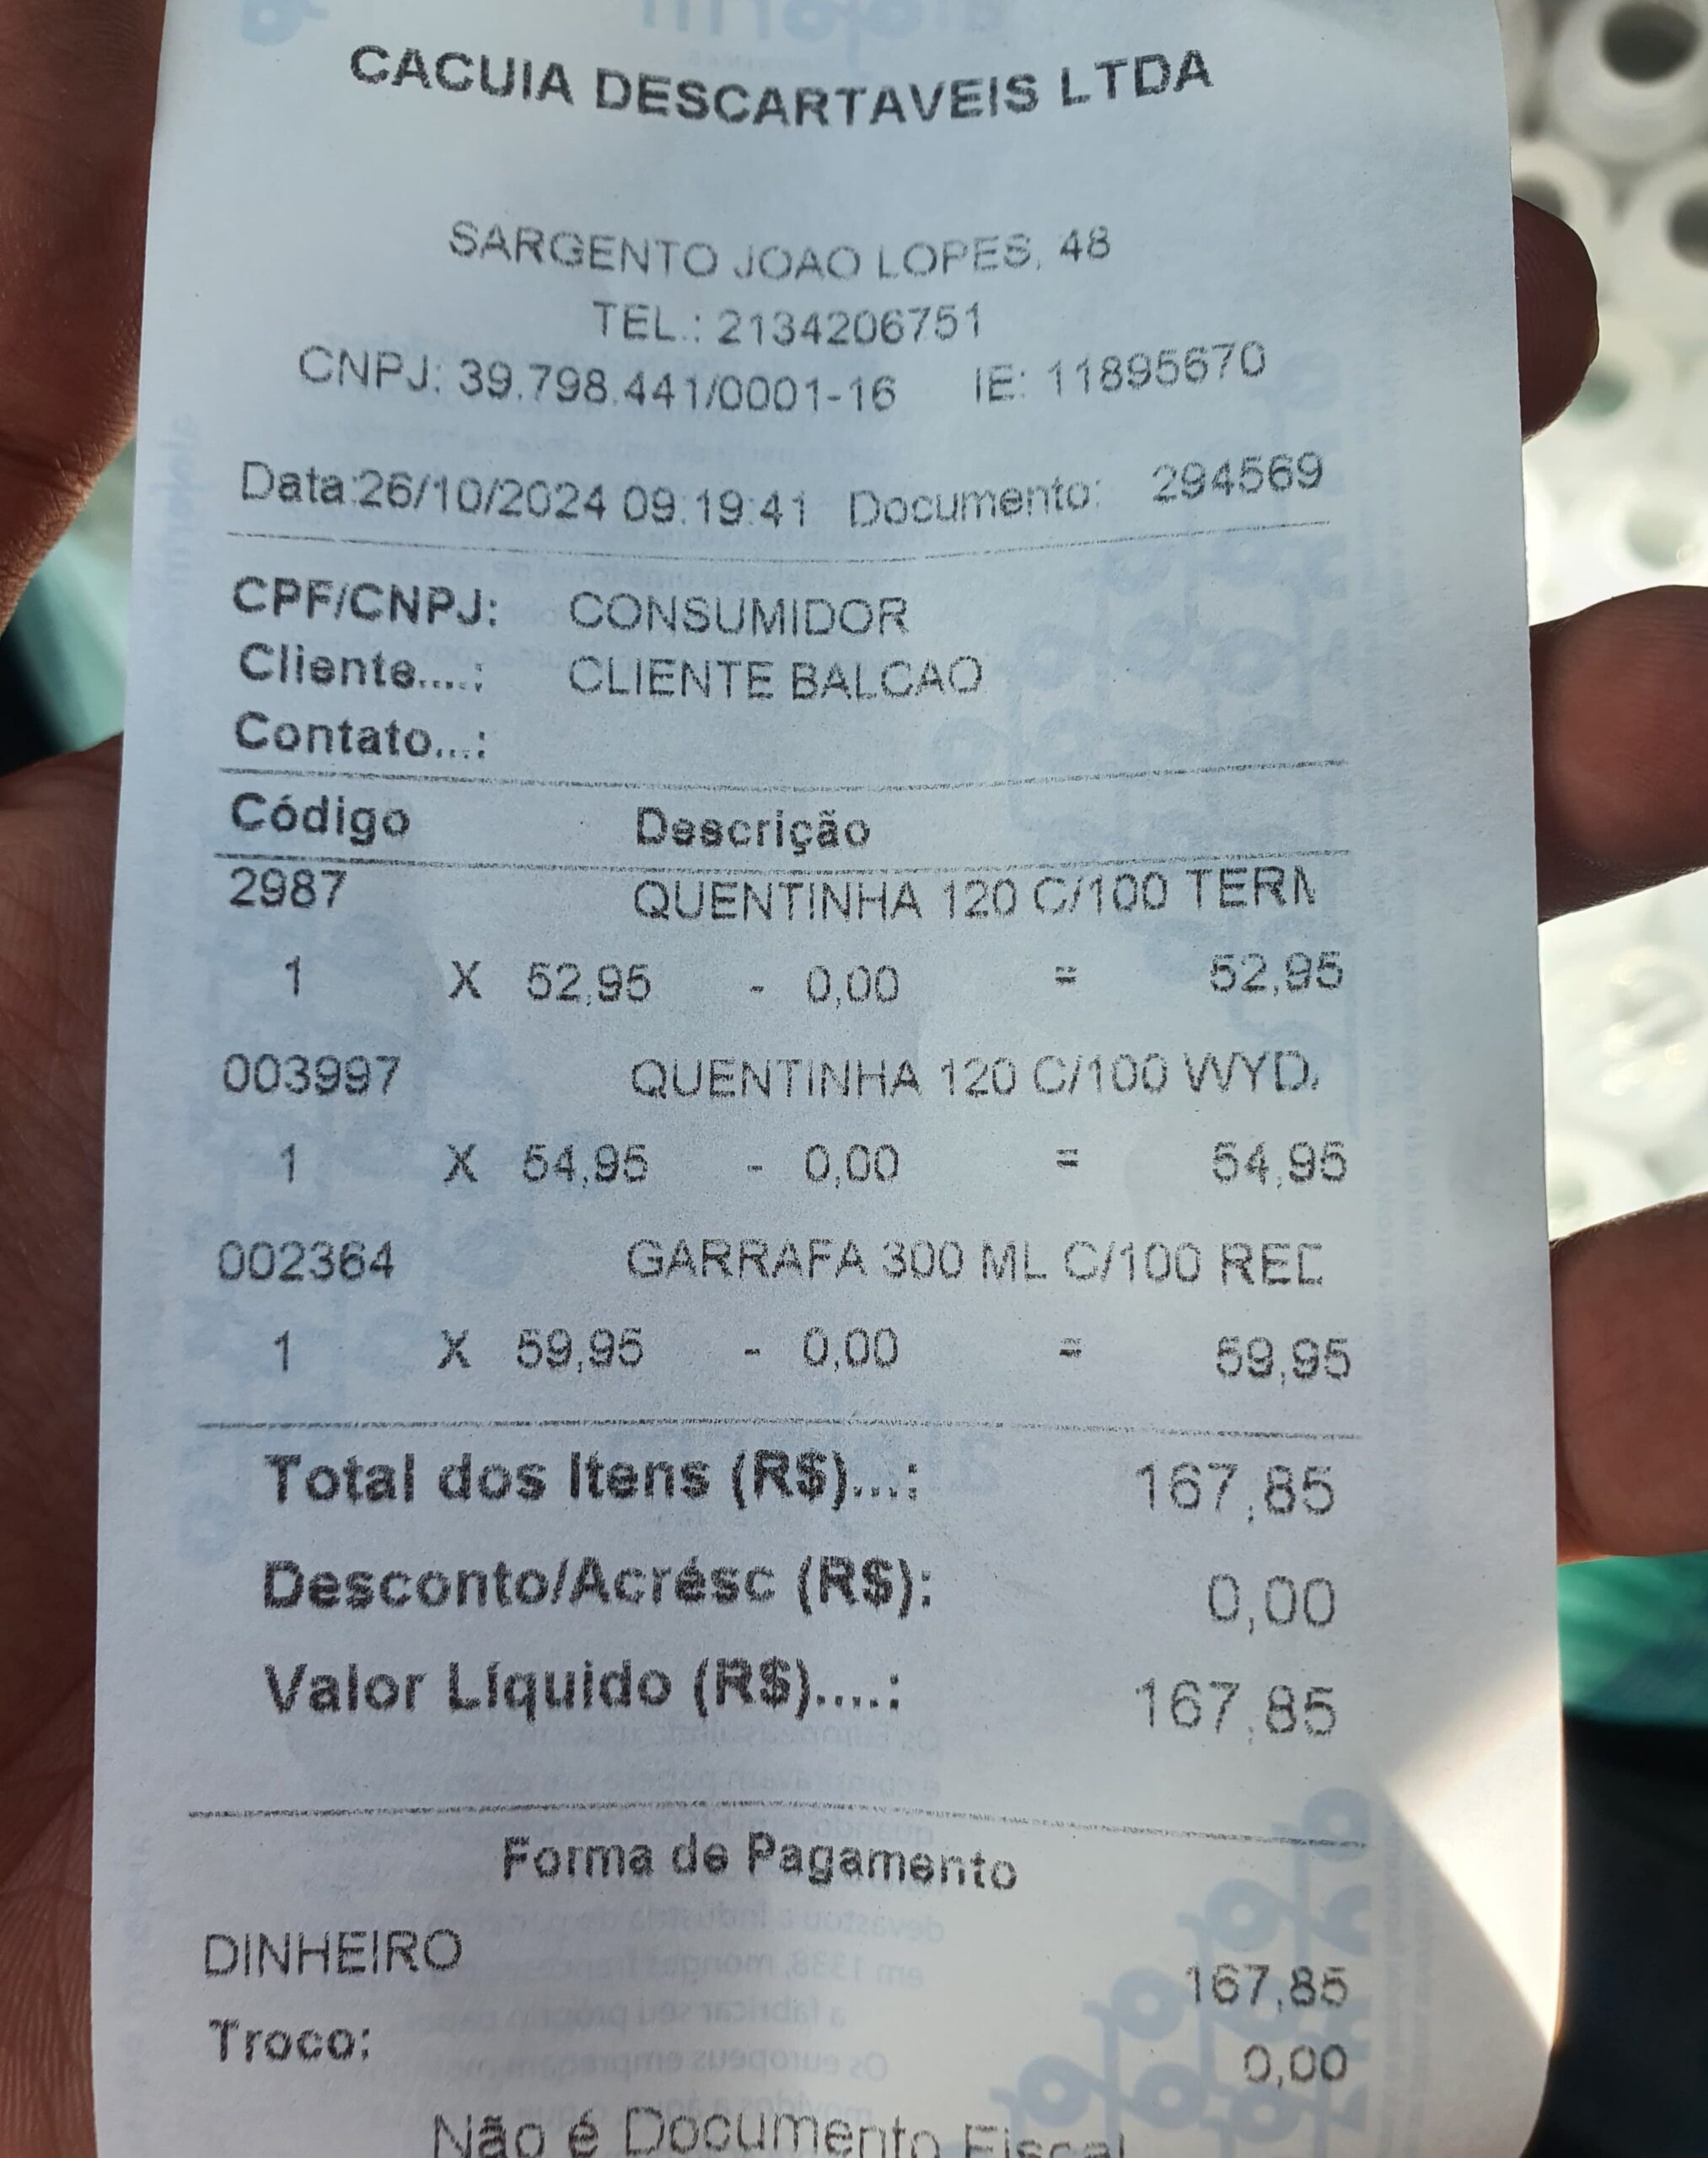 CACUIA DESCARTAVEIS LTDA
SARGENTO JOAO LOPES, 48
TEL.: 2134206751
CNPJ: 39.798.441/0001-16 IE: 11895670
Data:26/10/2024 09:19:41 Documento: 294569
CPF/CNPJ: CONSUMIDOR
Cliente....: CLIENTE BALCAO
Contato...:
Código Descrição
2987 QUENTINHA 120 C/100 TERM
1 X 52,95 - 0,00 = 52,95
003997 QUENTINHA 120 C/100 WYD
1 X 54,95 - 0,00 = 54,95
002364 GARRAFA 300 ML C/100 RED
1 X 59,95 - 0,00 = 59,95
Total dos Itens (R$)...: 167,85
Desconto/Acrésc (R$): 0,00
Valor Líquido (R$)....: 167,85
Forma de Pagamento
DINHEIRO 167,85
Troco: 0,00
Não é Documento Fiscal